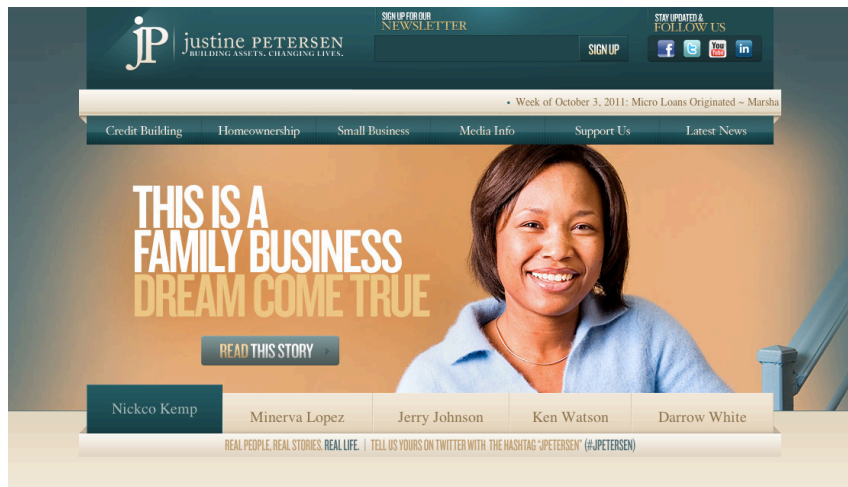 jP
justine PETERSEN
BUILDING ASSETS. CHANGING LIVES.
SIGN UP FOR OUR
NEWSLETTER
SIGN UP
STAY UPDATED &
FOLLOW US
f
t
You Tube
in
• Week of October 3, 2011: Micro Loans Originated ~ Marsha
Credit Building Homeownership Small Business Media Info Support Us Latest News
THIS IS A
FAMILY BUSINESS
DREAM COME TRUE
READ THIS STORY
Nickco Kemp Minerva Lopez Jerry Johnson Ken Watson Darrow White
REAL PEOPLE, REAL STORIES, REAL LIFE. | TELL US YOURS ON TWITTER WITH THE HASHTAG "JPETERSEN" (#JPETERSEN)